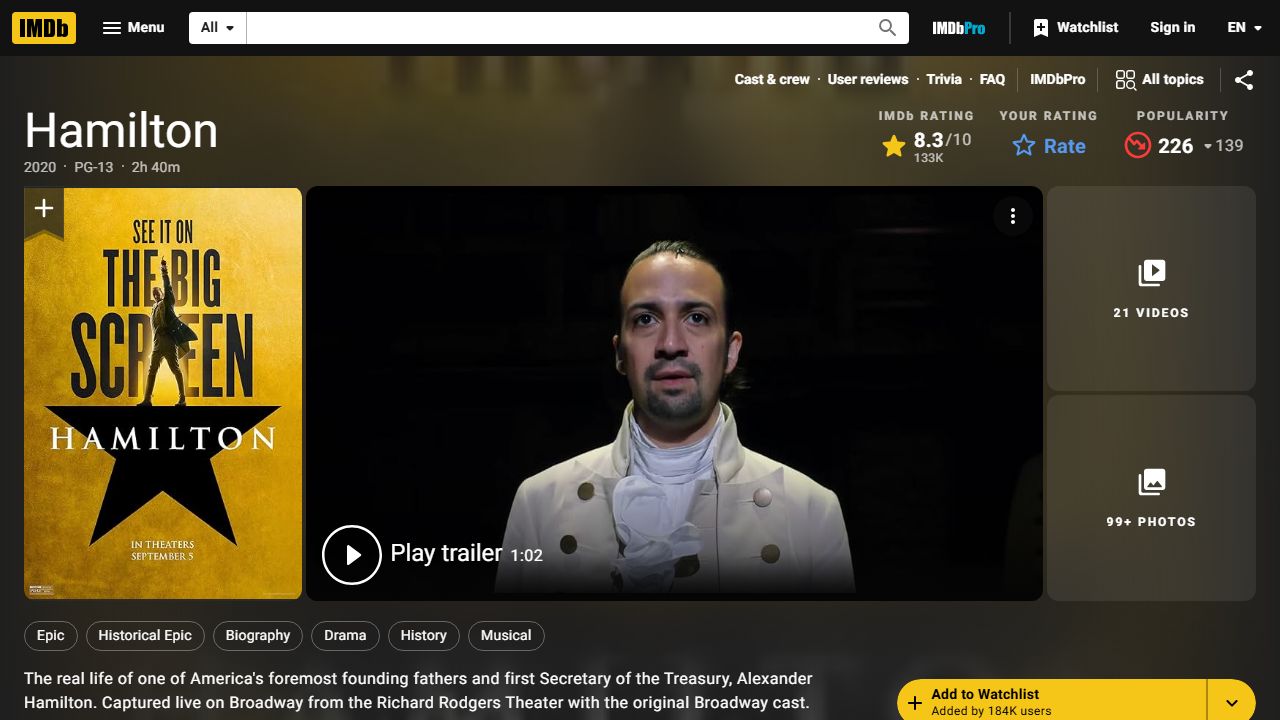 IMDb
Menu
All
IMDbPro
Watchlist
Sign in
EN
Cast & crew · User reviews · Trivia · FAQ
IMDbPro
All topics
Hamilton
2020 · PG-13 · 2h 40m
IMDb RATING
8.3/10
133K
YOUR RATING
Rate
POPULARITY
226
139
SEE IT ON
THE BIG
SCREEN
HAMILTON
IN THEATERS
SEPTEMBER 5
Play trailer 1:02
21 VIDEOS
99+ PHOTOS
Epic
Historical Epic
Biography
Drama
History
Musical
The real life of one of America's foremost founding fathers and first Secretary of the Treasury, Alexander
Hamilton. Captured live on Broadway from the Richard Rodgers Theater with the original Broadway cast.
Add to Watchlist
Added by 184K users